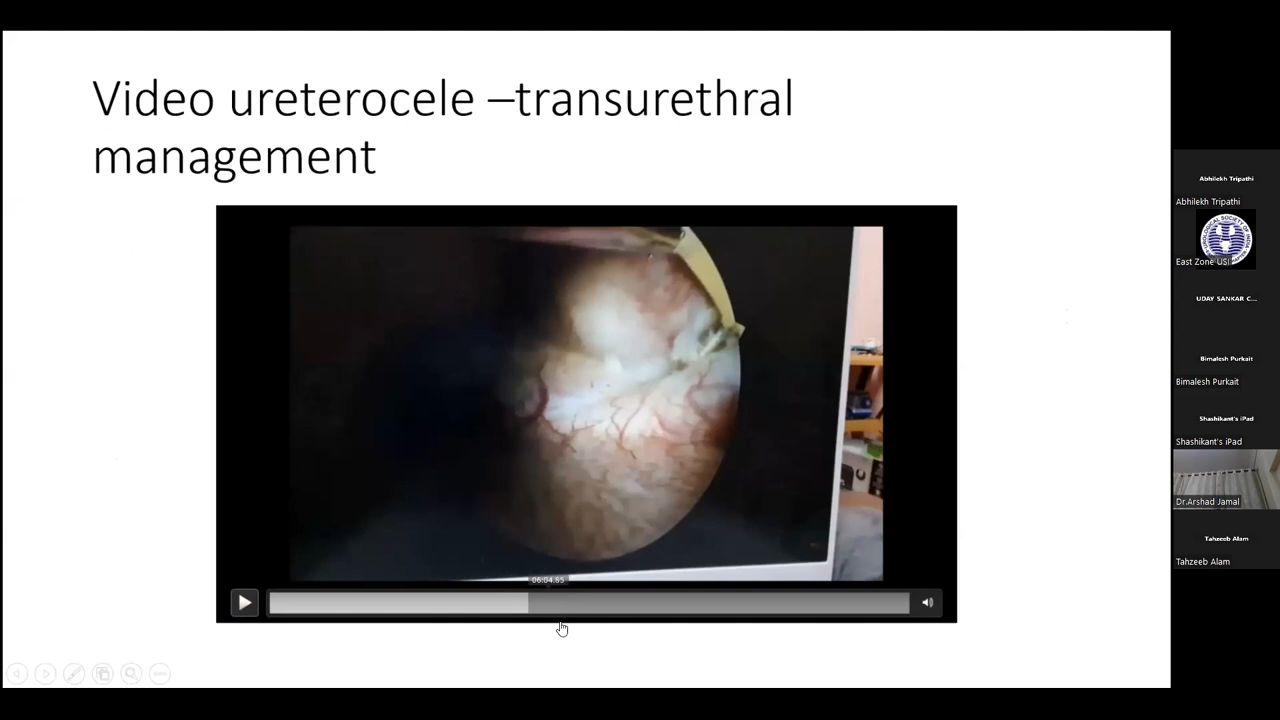 Video ureterocele –transurethral
management
06:04.85
Abhilekh Tripathi
Abhilekh Tripathi
East Zone USI
UDAY SANKAR C...
Bimalesh Purkait
Bimalesh Purkait
Shashikant's iPad
Shashikant's iPad
Dr.Arshad Jamal
Tahzeeb Alam
Tahzeeb Alam